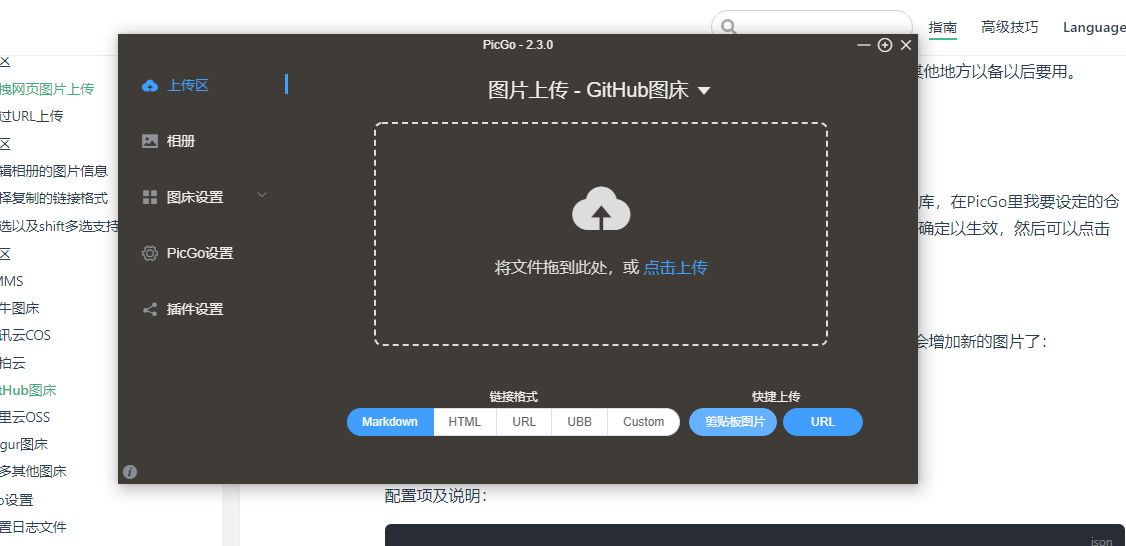 指南
高级技巧
Language
PicGo - 2.3.0
上传区
相册
图床设置
PicGo设置
插件设置
图片上传 - GitHub图床
将文件拖到此处，或 点击上传
链接格式
Markdown
HTML
URL
UBB
Custom
快捷上传
剪贴板图片
URL
区
拽网页图片上传
过URL上传
区
辑相册的图片信息
择复制的链接格式
选以及shift多选支持
区
MMS
牛图床
讯云COS
拍云
tHub图床
里云OSS
gur图床
多其他图床
o设置
置日志文件
其他地方以备以后要用。
库，在PicGo里我要设定的仓
确定以生效，然后可以点击
会增加新的图片了：
配置项及说明：
json